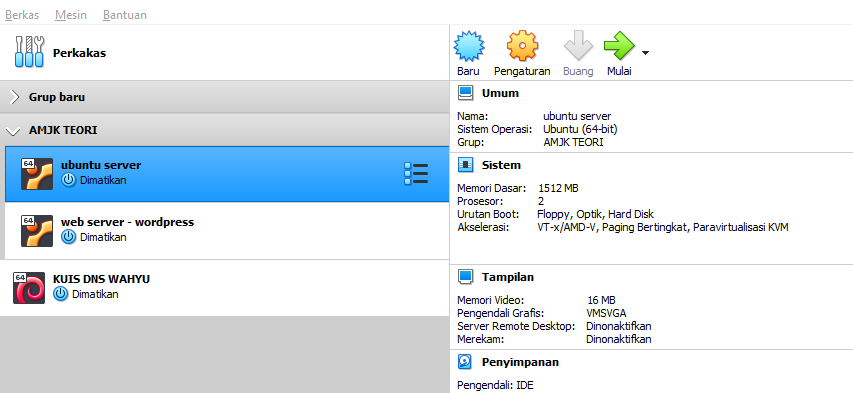 Berkas Mesin Bantuan
Perkakas
Grup baru
AMJK TEORI
64
ubuntu server
Dimatikan
64
web server - wordpress
Dimatikan
64
KUIS DNS WAHYU
Dimatikan
Baru Pengaturan Buang Mulai
Umum
Nama: ubuntu server
Sistem Operasi: Ubuntu (64-bit)
Grup: AMJK TEORI
Sistem
Memori Dasar: 1512 MB
Prosesor: 2
Urutan Boot: Floppy, Optik, Hard Disk
Akselerasi: VT-x/AMD-V, Paging Bertingkat, Paravirtualisasi KVM
Tampilan
Memori Video: 16 MB
Pengendali Grafis: VMSVGA
Server Remote Desktop: Dinonaktifkan
Merekam: Dinonaktifkan
Penyimpanan
Pengendali: IDE